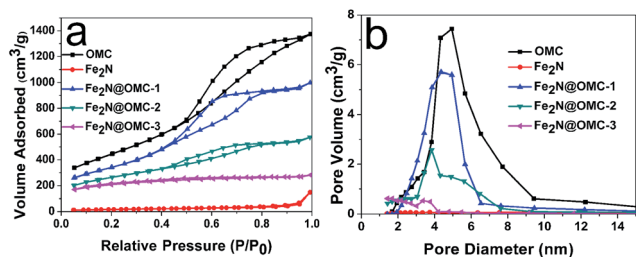 a
Volume Adsorbed (cm³/g)
1400
1200
1000
800
600
400
200
0
OMC
Fe₂N
Fe₂N@OMC-1
Fe₂N@OMC-2
Fe₂N@OMC-3
0.0 0.2 0.4 0.6 0.8 1.0
Relative Pressure (P/P₀)
b
Pore Volume (cm³/g)
8
6
4
2
0
OMC
Fe₂N
Fe₂N@OMC-1
Fe₂N@OMC-2
Fe₂N@OMC-3
2 4 6 8 10 12 14
Pore Diameter (nm)